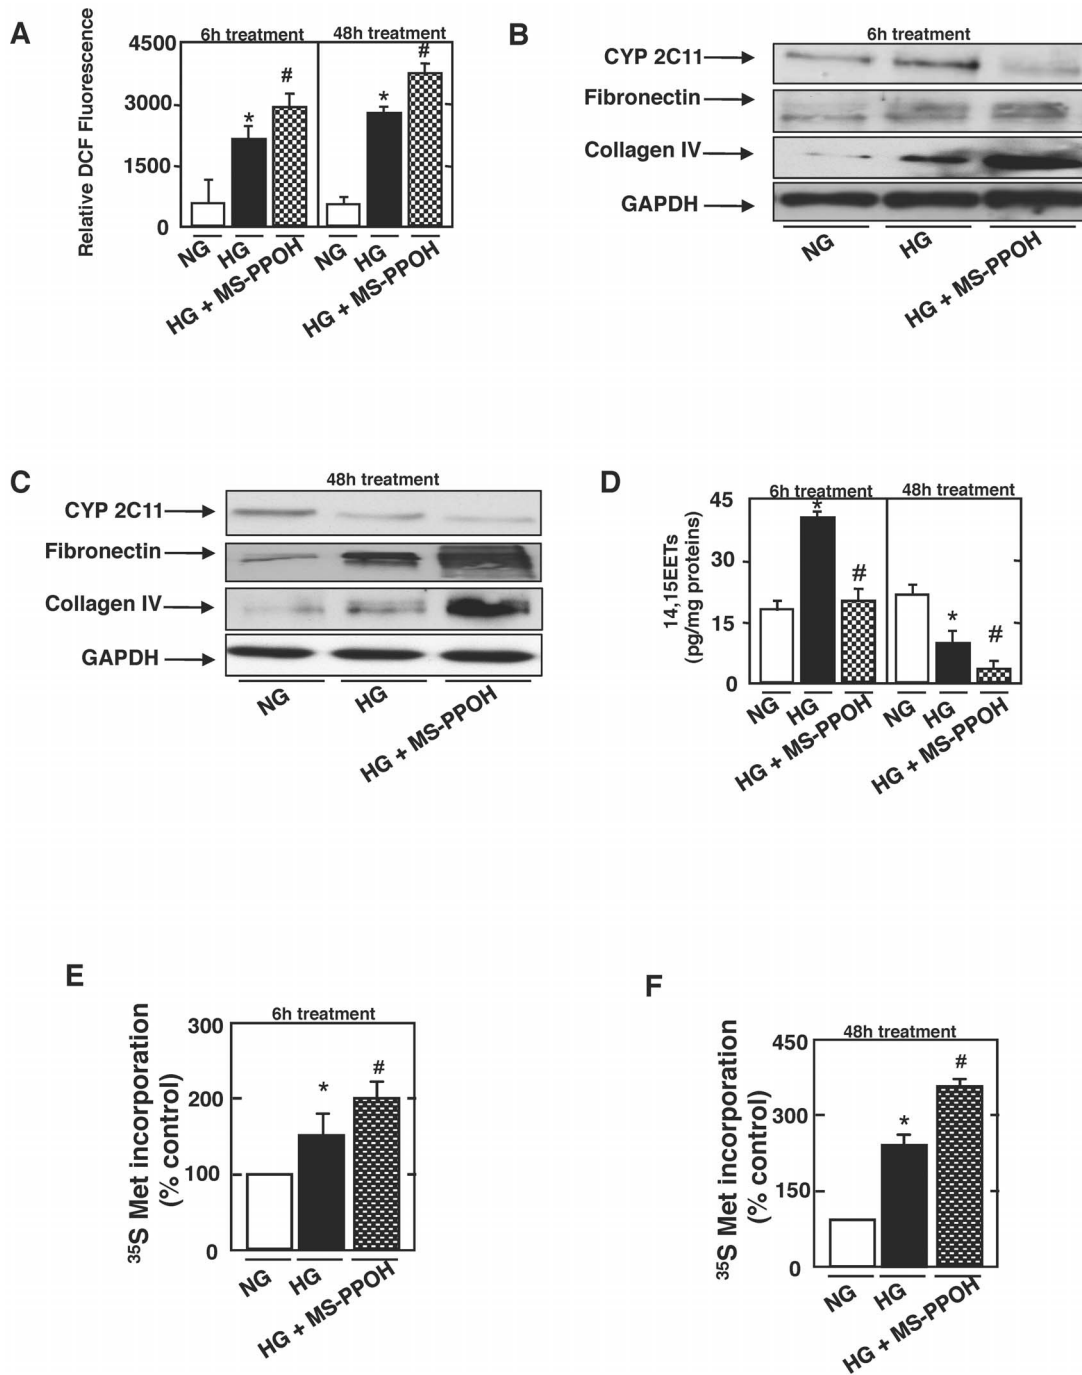 A
6h treatment
48h treatment
Relative DCF Fluorescence
4500
3000
1500
0
*
#
*
#
NG
HG
HG + MS-PPOH
NG
HG
HG + MS-PPOH
B
6h treatment
CYP 2C11
Fibronectin
Collagen IV
GAPDH
NG
HG
HG + MS-PPOH
C
48h treatment
CYP 2C11
Fibronectin
Collagen IV
GAPDH
NG
HG
HG + MS-PPOH
D
6h treatment
48h treatment
14,15EETs
(pg/mg proteins)
45
30
15
0
*
#
*
#
NG
HG
HG + MS-PPOH
NG
HG
HG + MS-PPOH
E
6h treatment
35S Met incorporation
(% control)
300
200
100
0
*
#
NG
HG
HG + MS-PPOH
F
48h treatment
35S Met incorporation
(% control)
450
300
150
0
*
#
NG
HG
HG + MS-PPOH